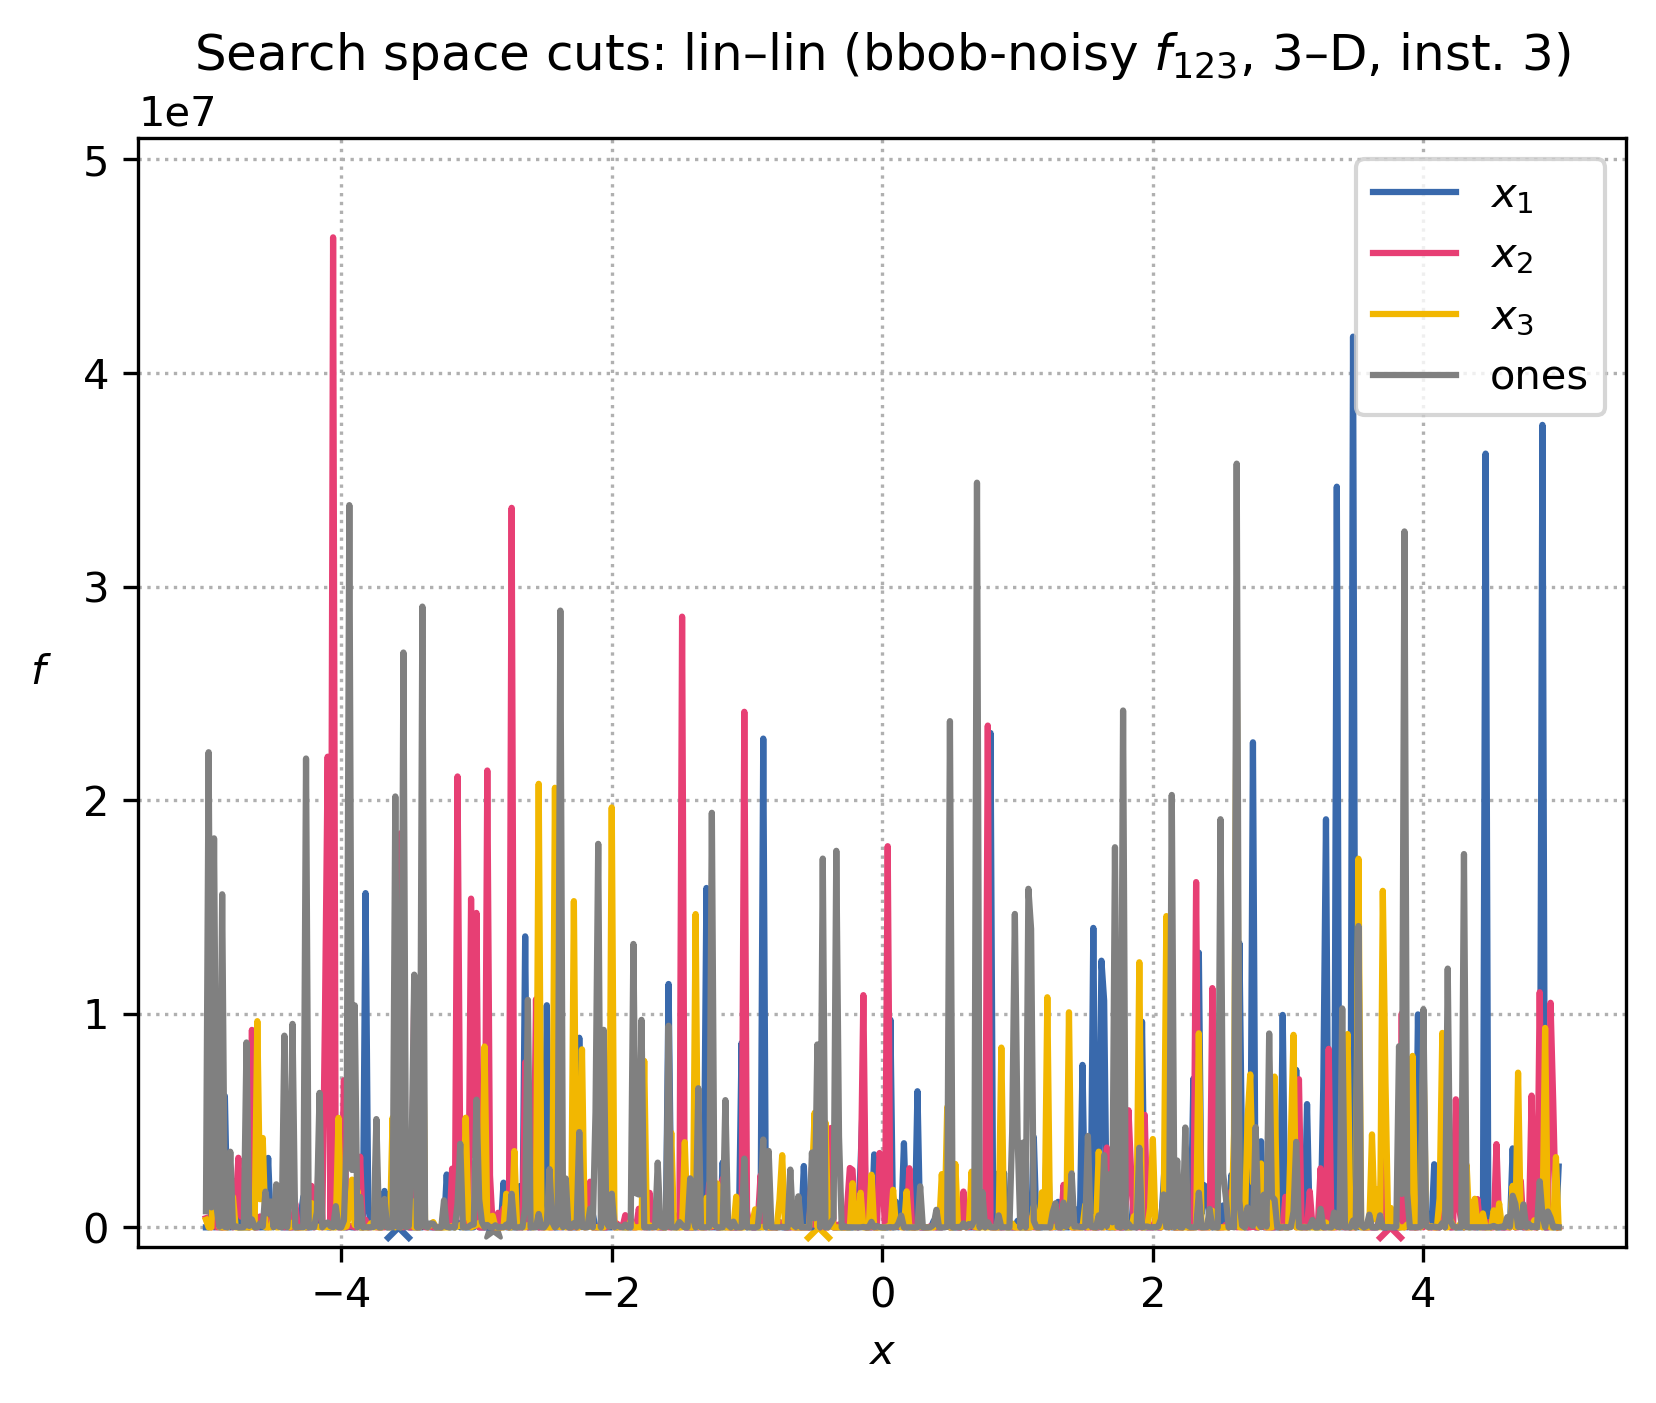 Search space cuts: lin–lin (bbob-noisy f₁₂₃, 3–D, inst. 3)
1e7
5
4
3
2
1
0
f
−4
−2
0
2
4
x
x₁
x₂
x₃
ones